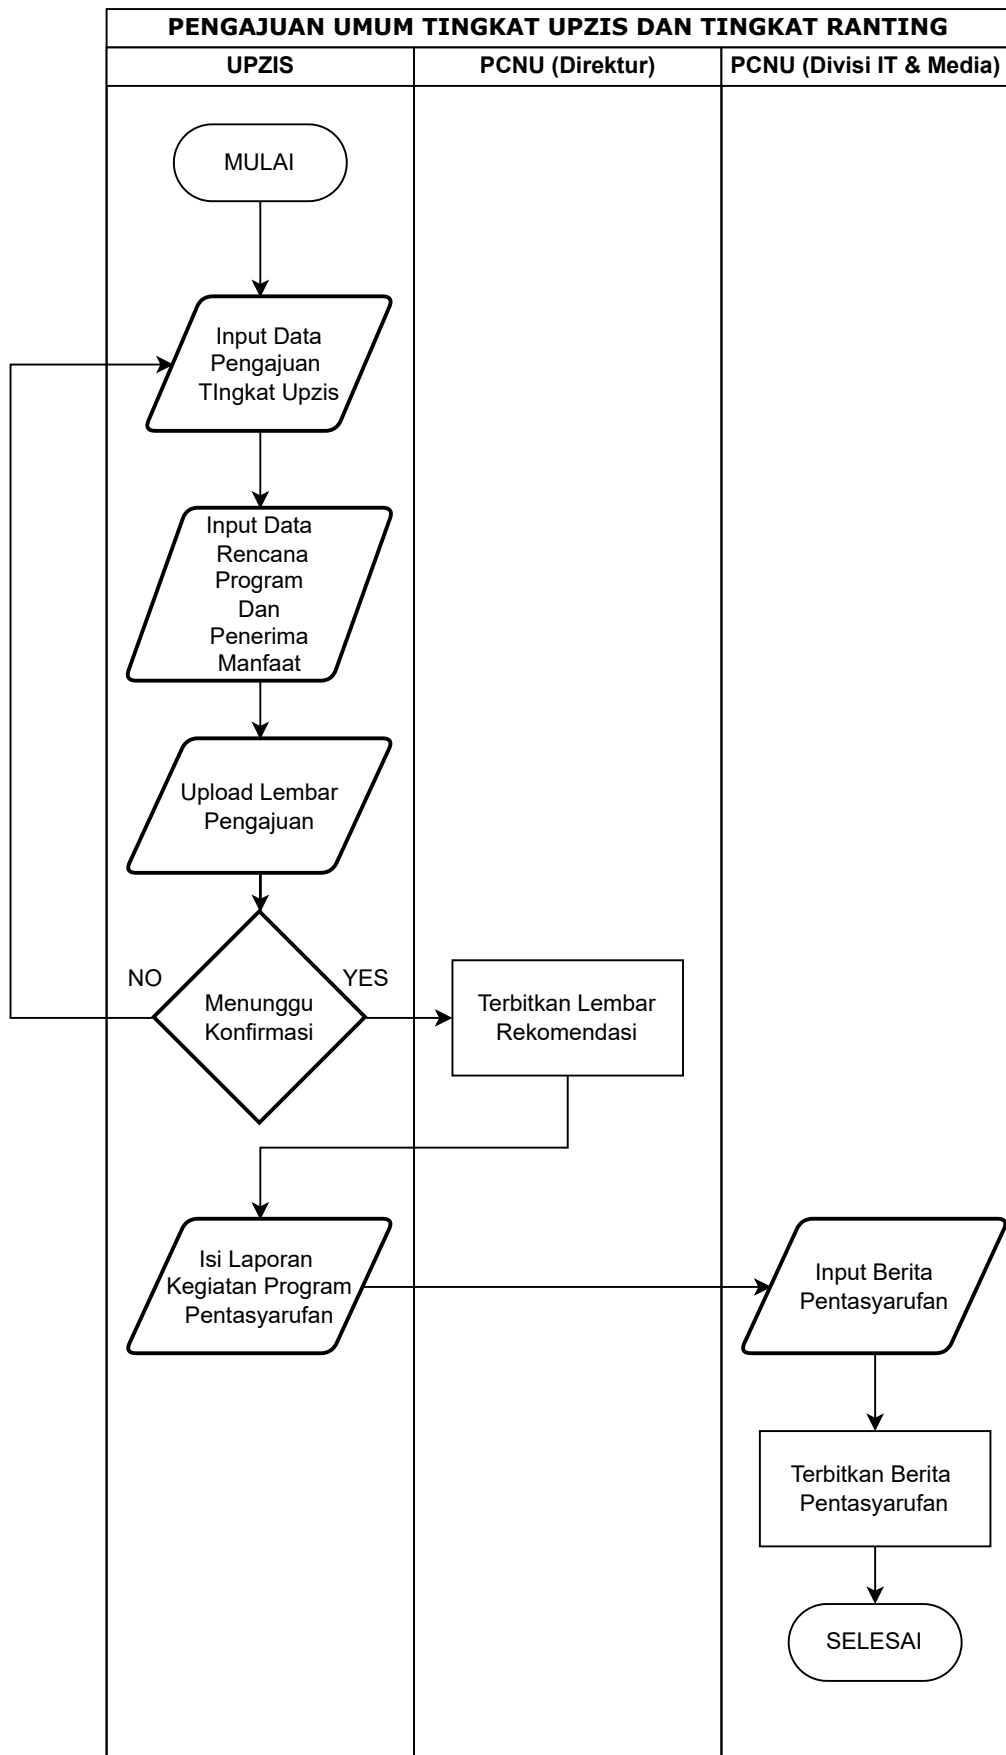 PENGAJUAN UMUM TINGKAT UPZIS DAN TINGKAT RANTING
UPZIS
PCNU (Direktur)
PCNU (Divisi IT & Media)
MULAI
Input Data
Pengajuan
TIngkat Upzis
Input Data
Rencana
Program
Dan
Penerima
Manfaat
Upload Lembar
Pengajuan
NO
YES
Menunggu
Konfirmasi
Terbitkan Lembar
Rekomendasi
Isi Laporan
Kegiatan Program
Pentasyarufan
Input Berita
Pentasyarufan
Terbitkan Berita
Pentasyarufan
SELESAI